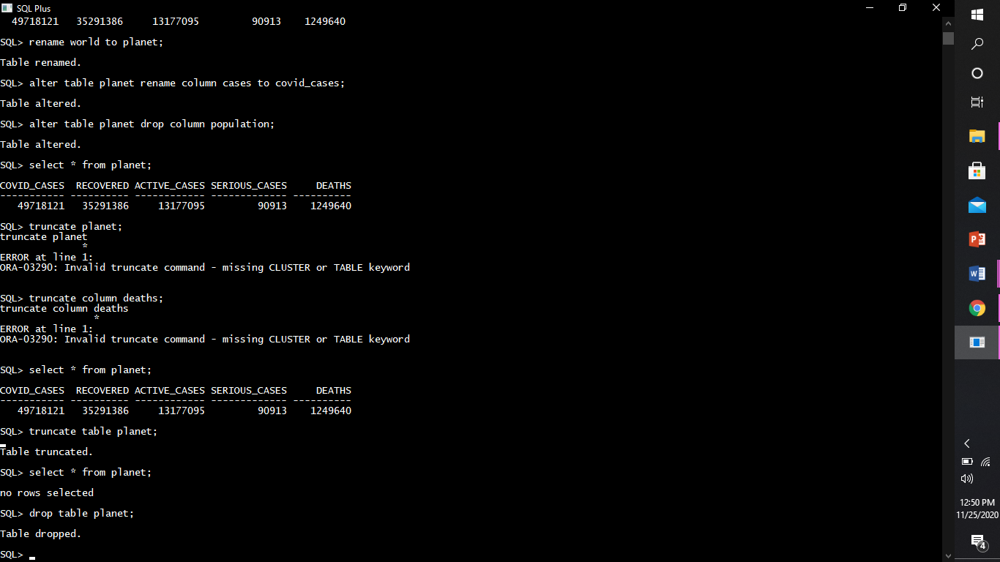 SQL Plus
49718121 35291386 13177095 90913 1249640
SQL> rename world to planet;
Table renamed.
SQL> alter table planet rename column cases to covid_cases;
Table altered.
SQL> alter table planet drop column population;
Table altered.
SQL> select * from planet;
COVID_CASES RECOVERED ACTIVE_CASES SERIOUS_CASES DEATHS
----------- ---------- ------------ ------------- ----------
49718121 35291386 13177095 90913 1249640
SQL> truncate planet;
truncate planet
*
ERROR at line 1:
ORA-03290: Invalid truncate command - missing CLUSTER or TABLE keyword
SQL> truncate column deaths;
truncate column deaths
*
ERROR at line 1:
ORA-03290: Invalid truncate command - missing CLUSTER or TABLE keyword
SQL> select * from planet;
COVID_CASES RECOVERED ACTIVE_CASES SERIOUS_CASES DEATHS
----------- ---------- ------------ ------------- ----------
49718121 35291386 13177095 90913 1249640
SQL> truncate table planet;
Table truncated.
SQL> select * from planet;
no rows selected
SQL> drop table planet;
Table dropped.
SQL>
P
W
12:50 PM
11/25/2020
4